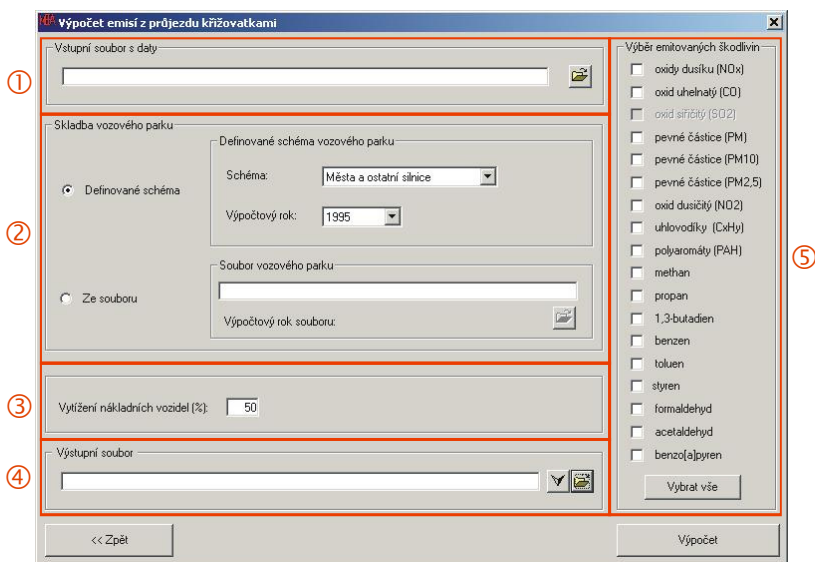 Výpočet emisí z průjezdu křižovatkami
①
Vstupní soubor s daty
②
Skladba vozového parku
Definované schéma
Definované schéma vozového parku
Schéma: Města a ostatní silnice
Výpočtový rok: 1995
Ze souboru
Soubor vozového parku
Výpočtový rok souboru:
③
Vytížení nákladních vozidel (%): 50
④
Výstupní soubor
⑤
Výběr emitovaných škodlivin
oxidy dusíku (NOx)
oxid uhelnatý (CO)
oxid siřičitý (SO2)
pevné částice (PM)
pevné částice (PM10)
pevné částice (PM2,5)
oxid dusičitý (NO2)
uhlovodíky (CxHy)
polyaromáty (PAH)
methan
propan
1,3-butadien
benzen
toluen
styren
formaldehyd
acetaldehyd
benzo[a]pyren
Vybrat vše
<< Zpět
Výpočet